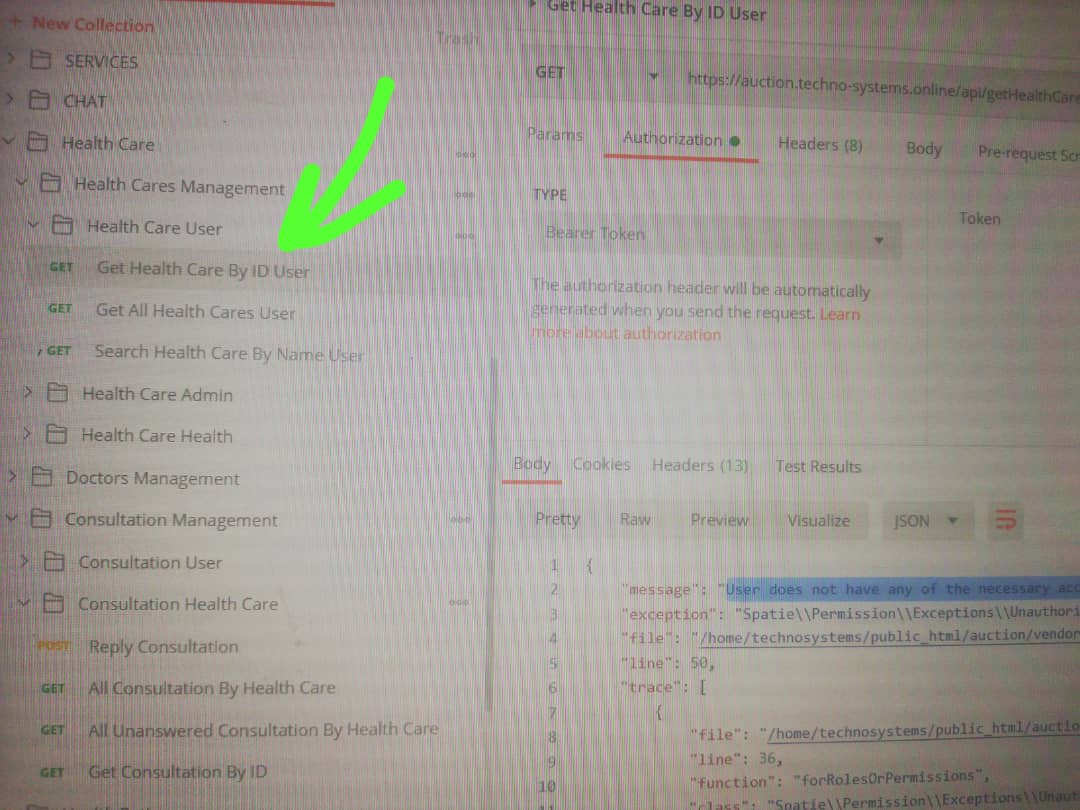 + New Collection
Trash
SERVICES
CHAT
Health Care
Health Cares Management
Health Care User
GET Get Health Care By ID User
GET Get All Health Cares User
GET Search Health Care By Name User
Health Care Admin
Health Care Health
Doctors Management
Consultation Management
Consultation User
Consultation Health Care
POST Reply Consultation
GET All Consultation By Health Care
GET All Unanswered Consultation By Health Care
GET Get Consultation By ID
Get Health Care By ID User
GET https://auction.techno-systems.online/api/getHealthCare
Params Authorization Headers (8) Body Pre-request Scr
TYPE
Bearer Token
Token
The authorization header will be automatically
generated when you send the request. Learn
more about authorization
Body Cookies Headers (13) Test Results
Pretty Raw Preview Visualize JSON
1 {
2 "message": "User does not have any of the necessary acc
3 "exception": "Spatie\\Permission\\Exceptions\\Unauthori
4 "file": "/home/technosystems/public_html/auction/vendor
5 "line": 50,
6 "trace": [
7 {
8 "file": "/home/technosystems/public_html/auctio
9 "line": 36,
10 "function": "forRolesOrPermissions",
11 "class": "Spatie\\Permission\\Exceptions\\Unaut